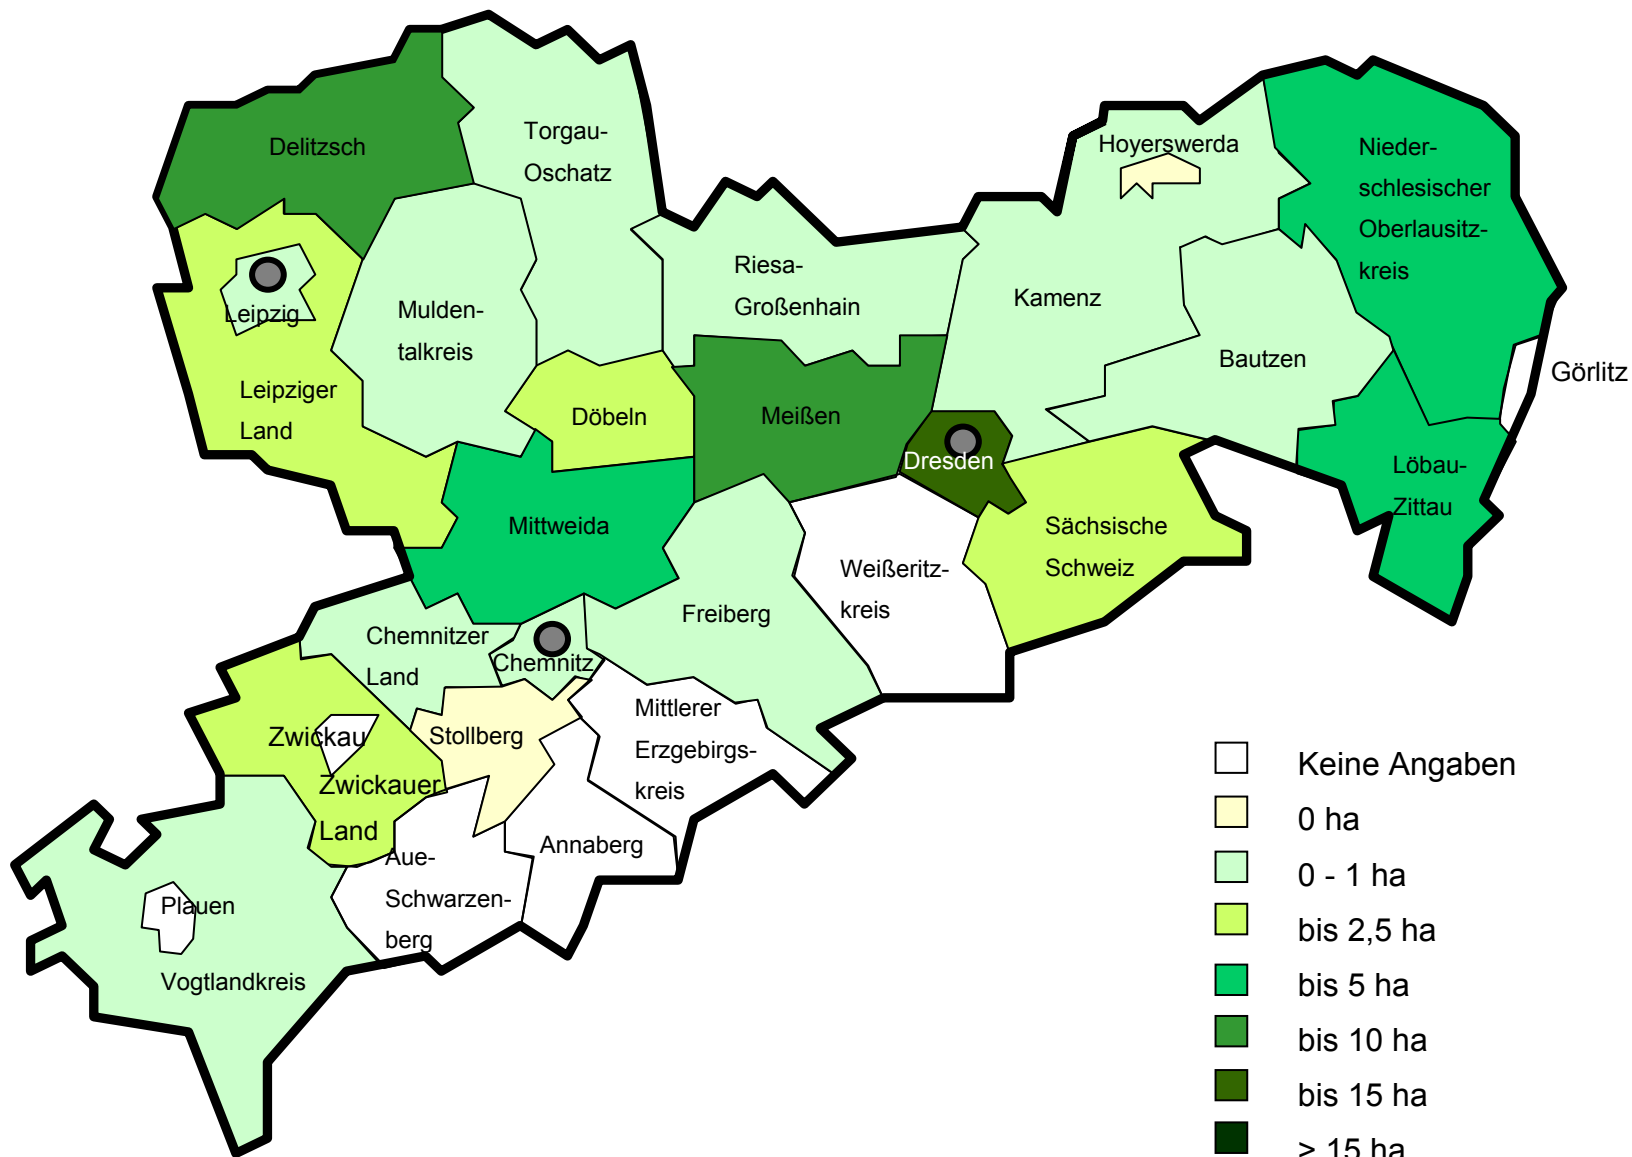 Delitzsch
Torgau-
Oschatz
Hoyerswerda
Nieder-
schlesischer
Oberlausitz-
kreis
Leipzig
Mulden-
talkreis
Riesa-
Großenhain
Kamenz
Bautzen
Görlitz
Leipziger
Land
Döbeln
Meißen
Dresden
Löbau-
Zittau
Mittweida
Sächsische
Schweiz
Weißeritz-
kreis
Freiberg
Chemnitzer
Land
Chemnitz
Mittlerer
Erzgebirgs-
kreis
Stollberg
Zwickau
Zwickauer
Land
Annaberg
Aue-
Schwarzen-
berg
Plauen
Vogtlandkreis
Keine Angaben
0 ha
0 - 1 ha
bis 2,5 ha
bis 5 ha
bis 10 ha
bis 15 ha
> 15 ha